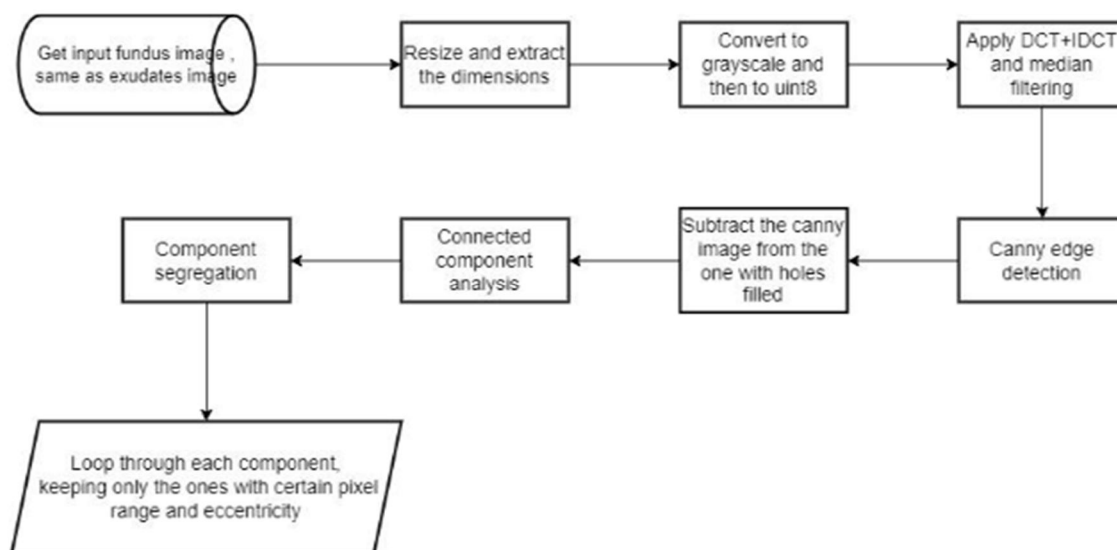 Get input fundus image ,
same as exudates image
Resize and extract
the dimensions
Convert to
grayscale and
then to uint8
Apply DCT+IDCT
and median
filtering
Canny edge
detection
Subtract the canny
image from the
one with holes
filled
Connected
component
analysis
Component
segregation
Loop through each component,
keeping only the ones with certain pixel
range and eccentricity